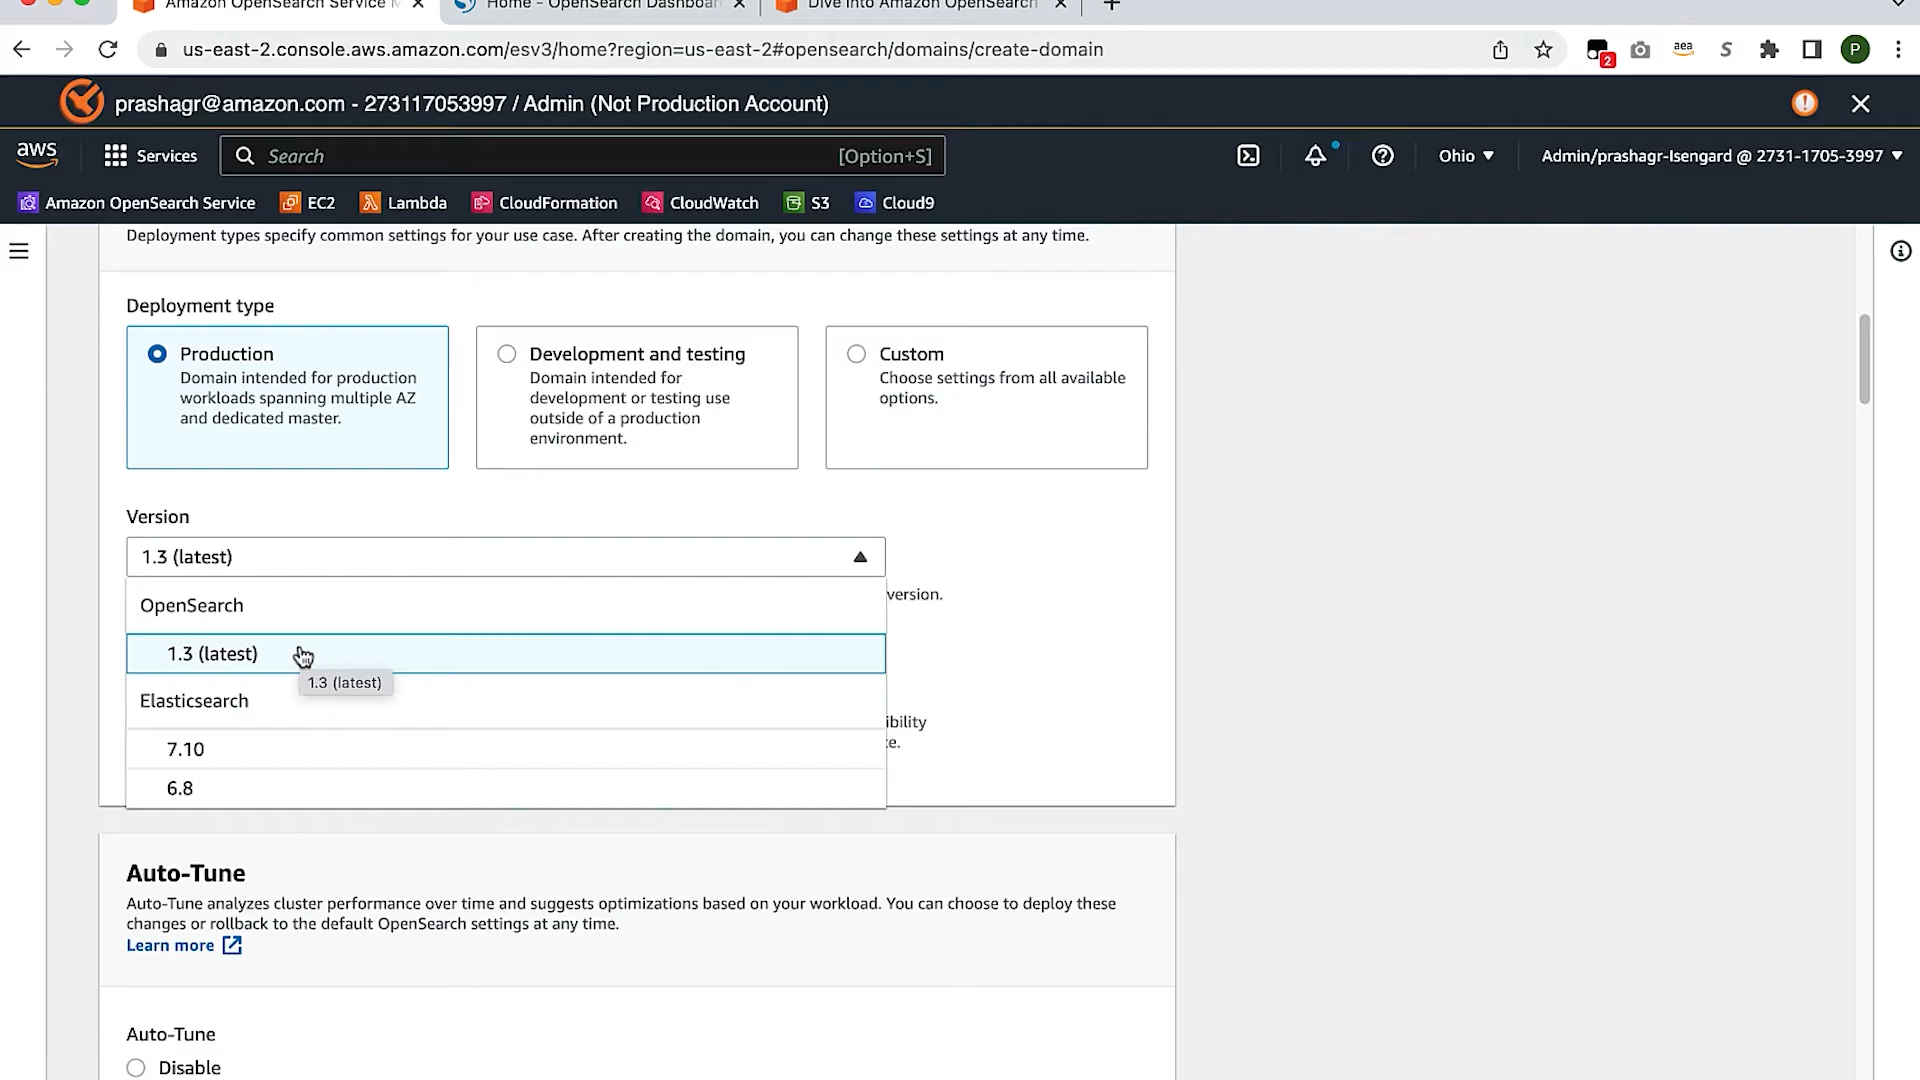 Amazon OpenSearch Service
Home - OpenSearch Dashboar
Dive into Amazon OpenSearch
us-east-2.console.aws.amazon.com/esv3/home?region=us-east-2#opensearch/domains/create-domain
aea
S
2
P
prashagr@amazon.com - 273117053997 / Admin (Not Production Account)
aws
Services
Search
[Option+S]
Ohio
Admin/prashagr-Isengard @ 2731-1705-3997
Amazon OpenSearch Service
EC2
Lambda
CloudFormation
CloudWatch
S3
Cloud9
Deployment types specify common settings for your use case. After creating the domain, you can change these settings at any time.
Deployment type
Production
Domain intended for production
workloads spanning multiple AZ
and dedicated master.
Development and testing
Domain intended for
development or testing use
outside of a production
environment.
Custom
Choose settings from all available
options.
Version
1.3 (latest)
version.
OpenSearch
1.3 (latest)
1.3 (latest)
Elasticsearch
ibility
7.10
e.
6.8
Auto-Tune
Auto-Tune analyzes cluster performance over time and suggests optimizations based on your workload. You can choose to deploy these
changes or rollback to the default OpenSearch settings at any time.
Learn more
Auto-Tune
Disable